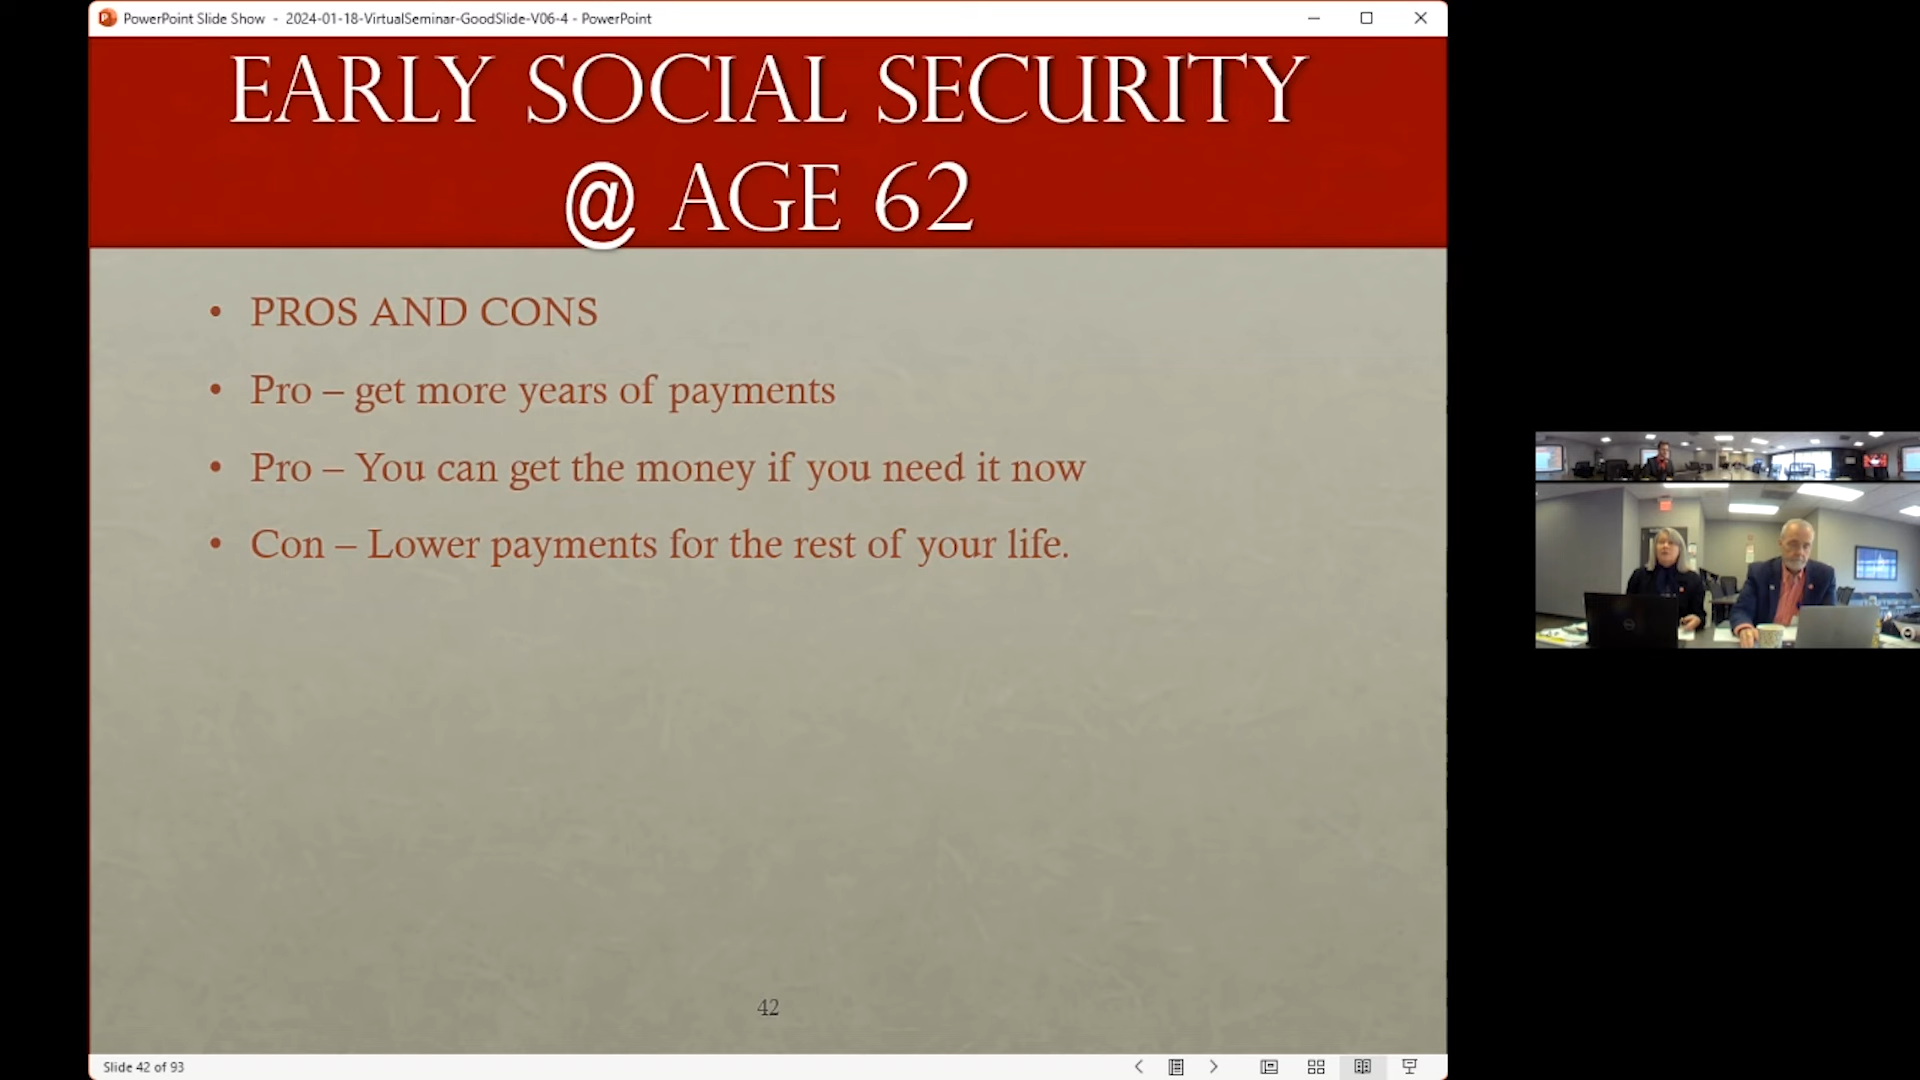 PowerPoint Slide Show - 2024-01-18-VirtualSeminar-GoodSlide-V06-4 - PowerPoint
EARLY SOCIAL SECURITY
@ AGE 62
• PROS AND CONS
• Pro – get more years of payments
• Pro – You can get the money if you need it now
• Con – Lower payments for the rest of your life.
42
Slide 42 of 93